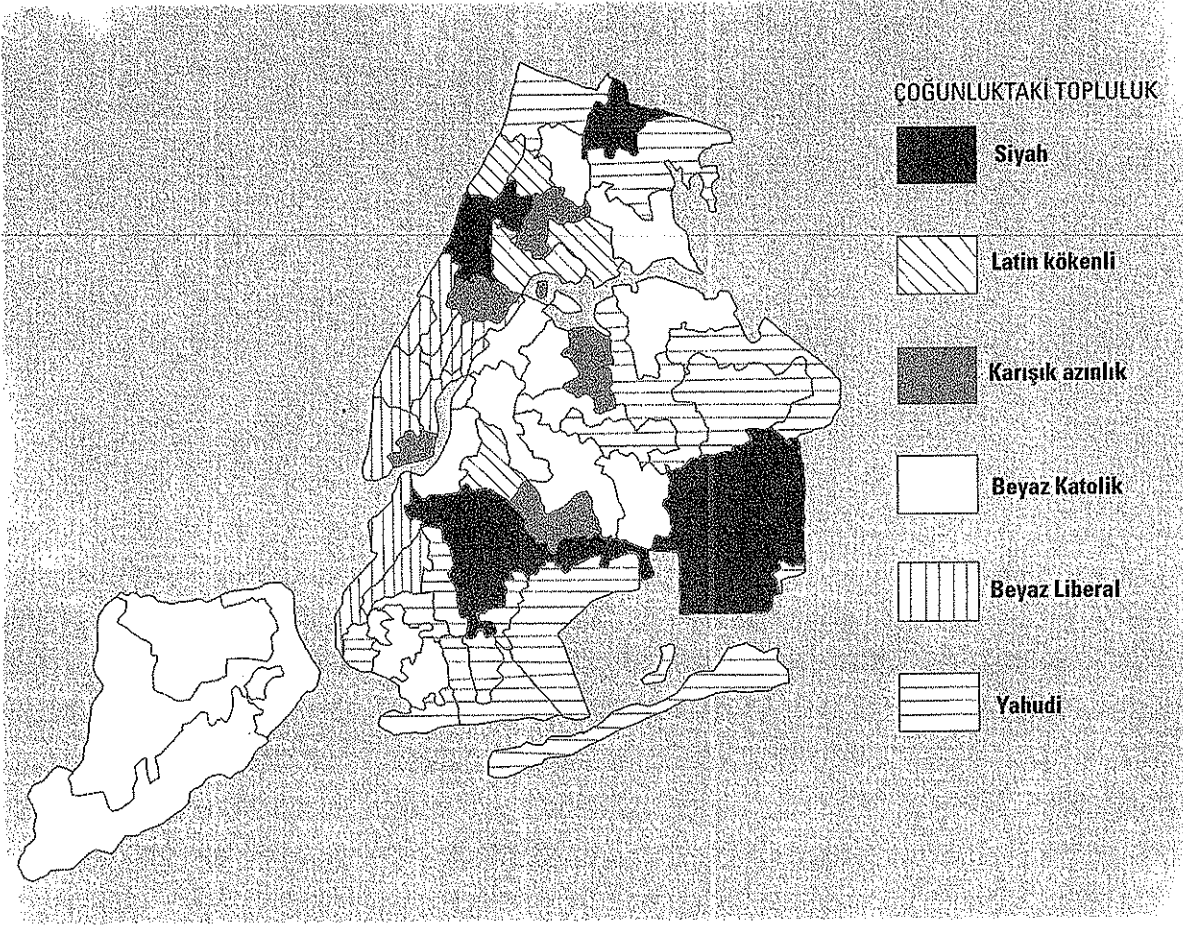 ÇOĞUNLUKTAKİ TOPLULUK
Siyah
Latin kökenli
Karışık azınlık
Beyaz Katolik
Beyaz Liberal
Yahudi